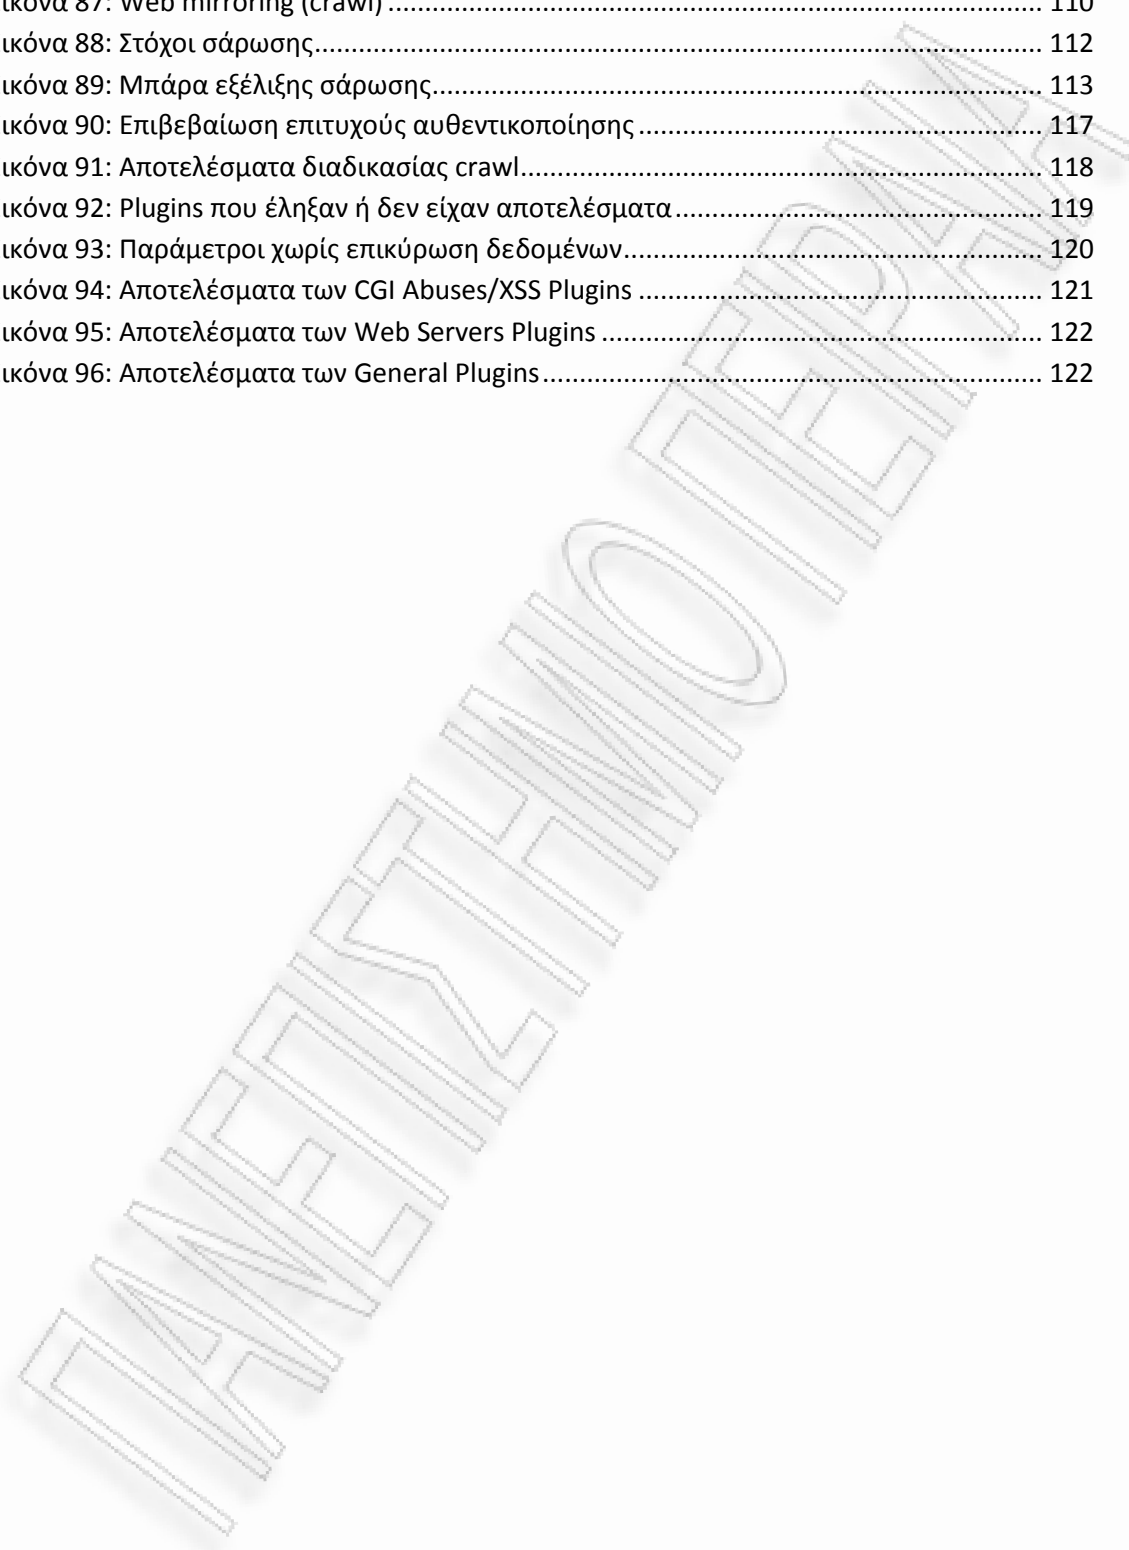 ικόνα 87: Web mirroring (crawl) ........ 110
ικόνα 88: Στόχοι σάρωσης........ 112
ικόνα 89: Μπάρα εξέλιξης σάρωσης........ 113
ικόνα 90: Επιβεβαίωση επιτυχούς αυθεντικοποίησης ........ 117
ικόνα 91: Αποτελέσματα διαδικασίας crawl........ 118
ικόνα 92: Plugins που έληξαν ή δεν είχαν αποτελέσματα ........ 119
ικόνα 93: Παράμετροι χωρίς επικύρωση δεδομένων........ 120
ικόνα 94: Αποτελέσματα των CGI Abuses/XSS Plugins ........ 121
ικόνα 95: Αποτελέσματα των Web Servers Plugins ........ 122
ικόνα 96: Αποτελέσματα των General Plugins ........ 122
ΠΑΝΕΠΙΣΤΗΜΙΟ ΠΕΙΡΑΙΑ